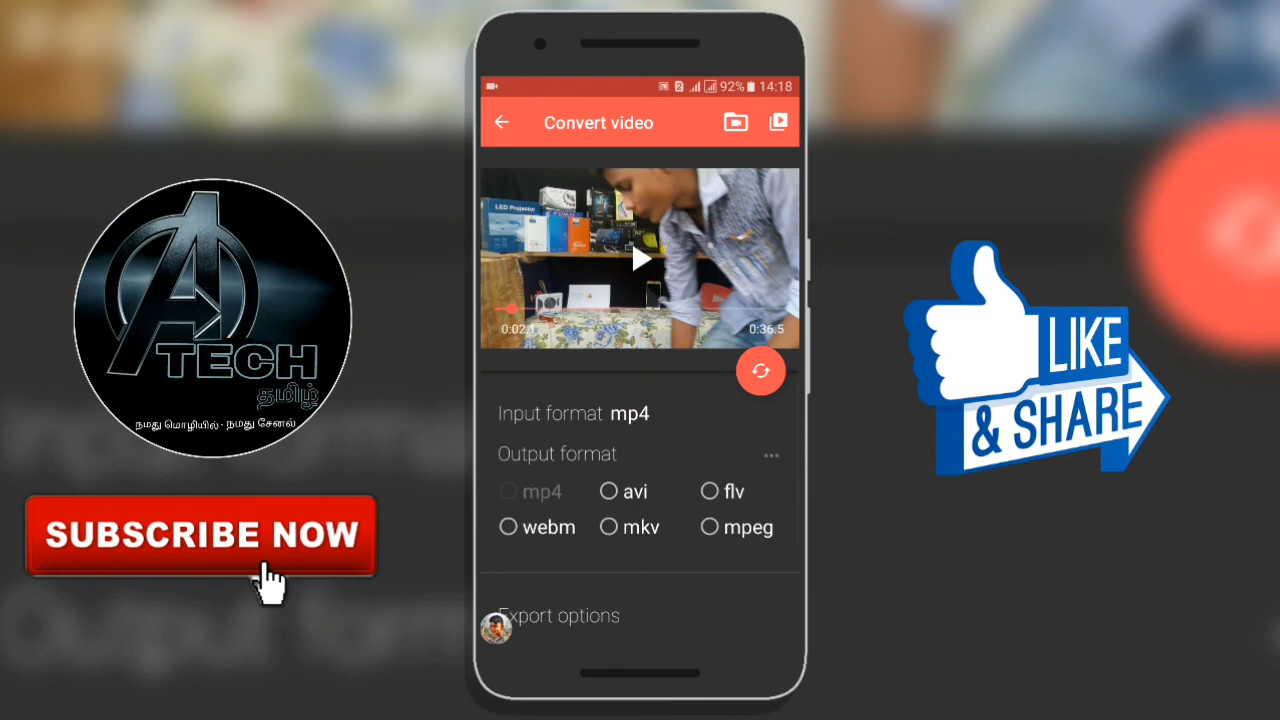 92% 14:18
Convert video
LED Projector
0:02.1 0:36.5
Input format mp4
Output format
mp4 avi flv
webm mkv mpeg
Export options
A
TECH
தமிழ்
நமது மொழியில் - நமது சேனல்
SUBSCRIBE NOW
LIKE
& SHARE